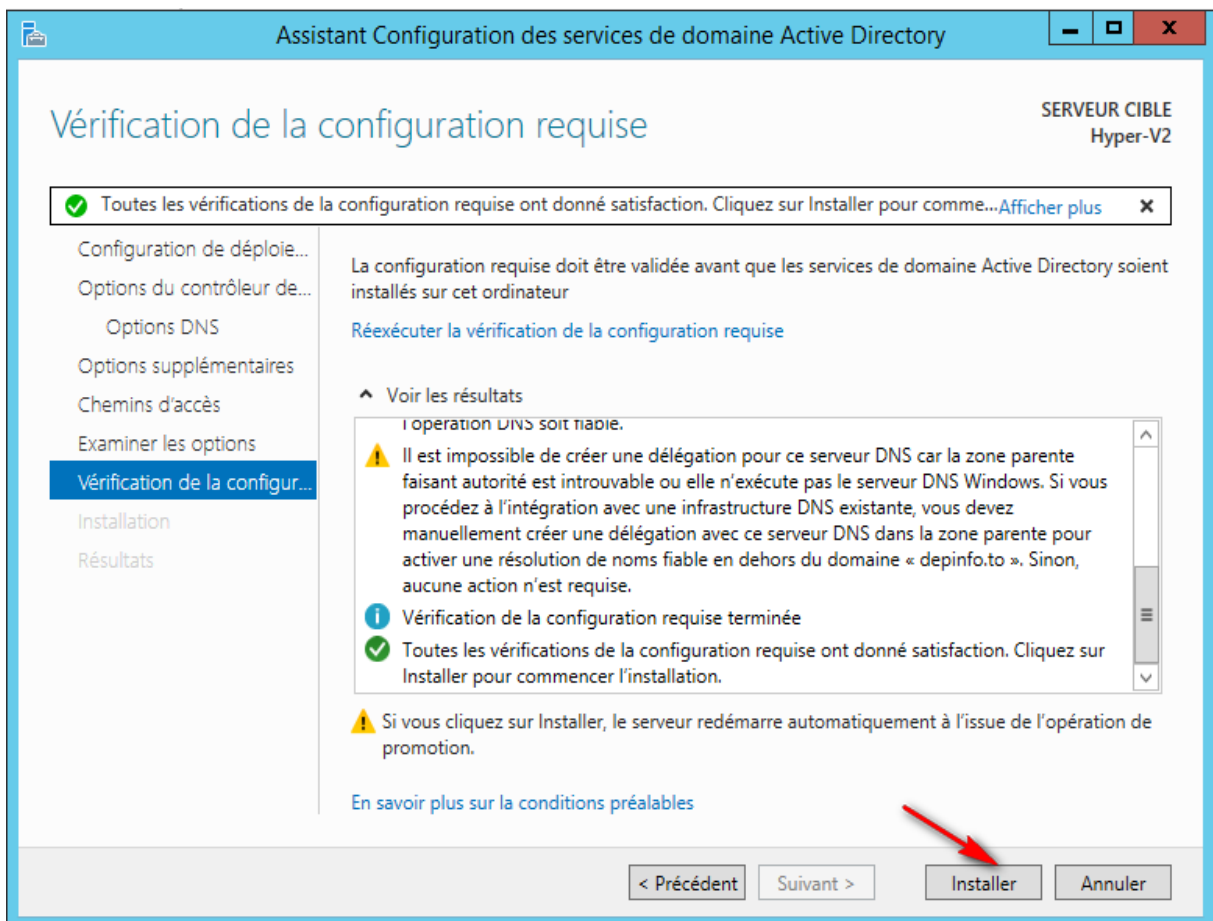 Assistant Configuration des services de domaine Active Directory
Vérification de la configuration requise
SERVEUR CIBLE
Hyper-V2
Toutes les vérifications de la configuration requise ont donné satisfaction. Cliquez sur Installer pour comme...Afficher plus
Configuration de déploie...
Options du contrôleur de...
Options DNS
Options supplémentaires
Chemins d'accès
Examiner les options
Vérification de la configur...
Installation
Résultats
La configuration requise doit être validée avant que les services de domaine Active Directory soient
installés sur cet ordinateur
Réexécuter la vérification de la configuration requise
Voir les résultats
l'opération DNS soit fiable.
Il est impossible de créer une délégation pour ce serveur DNS car la zone parente
faisant autorité est introuvable ou elle n'exécute pas le serveur DNS Windows. Si vous
procédez à l'intégration avec une infrastructure DNS existante, vous devez
manuellement créer une délégation avec ce serveur DNS dans la zone parente pour
activer une résolution de noms fiable en dehors du domaine « depinfo.to ». Sinon,
aucune action n'est requise.
Vérification de la configuration requise terminée
Toutes les vérifications de la configuration requise ont donné satisfaction. Cliquez sur
Installer pour commencer l'installation.
Si vous cliquez sur Installer, le serveur redémarre automatiquement à l'issue de l'opération de
promotion.
En savoir plus sur la conditions préalables
< Précédent
Suivant >
Installer
Annuler